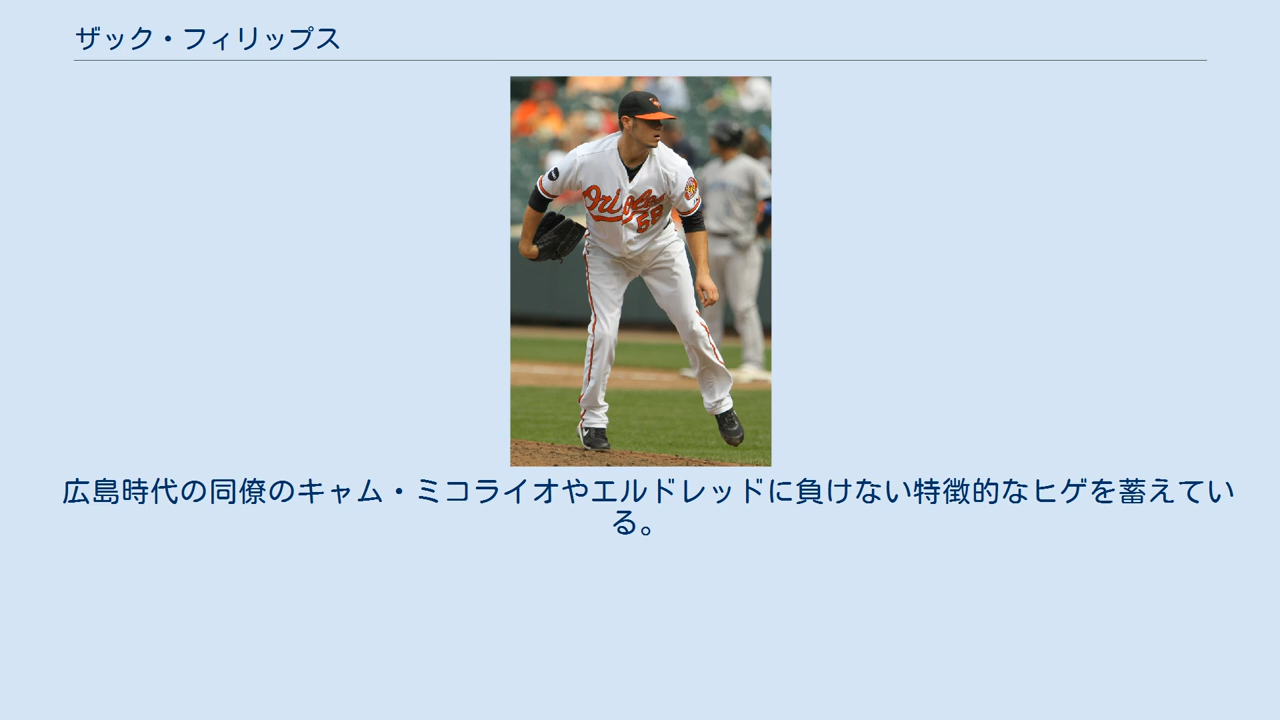 ザック・フィリップス
Orioles
68
広島時代の同僚のキャム・ミコライオやエルドレッドに負けない特徴的なヒゲを蓄えてい
る。